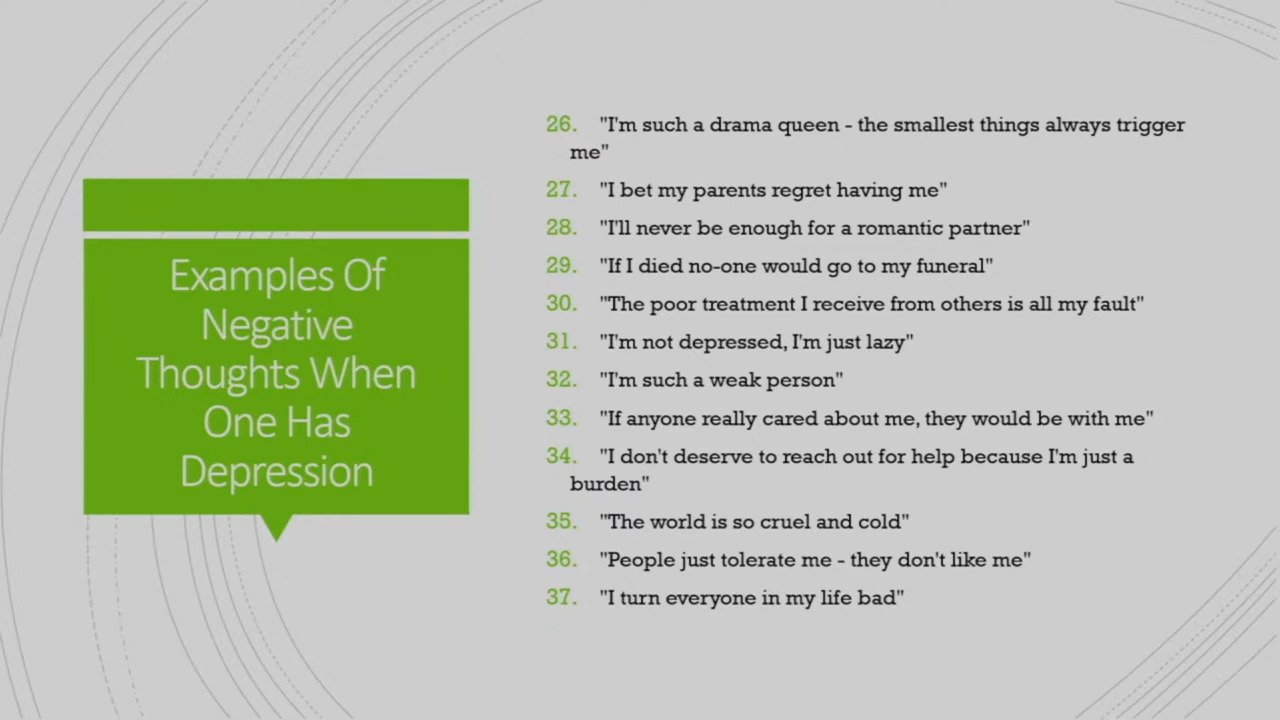 Examples Of
Negative
Thoughts When
One Has
Depression
26. "I'm such a drama queen - the smallest things always trigger
me"
27. "I bet my parents regret having me"
28. "I'll never be enough for a romantic partner"
29. "If I died no-one would go to my funeral"
30. "The poor treatment I receive from others is all my fault"
31. "I'm not depressed, I'm just lazy"
32. "I'm such a weak person"
33. "If anyone really cared about me, they would be with me"
34. "I don't deserve to reach out for help because I'm just a
burden"
35. "The world is so cruel and cold"
36. "People just tolerate me - they don't like me"
37. "I turn everyone in my life bad"